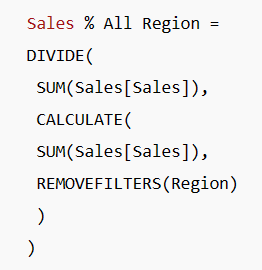 Sales % All Region =
DIVIDE(
SUM(Sales[Sales]),
CALCULATE(
SUM(Sales[Sales]),
REMOVEFILTERS(Region)
)
)